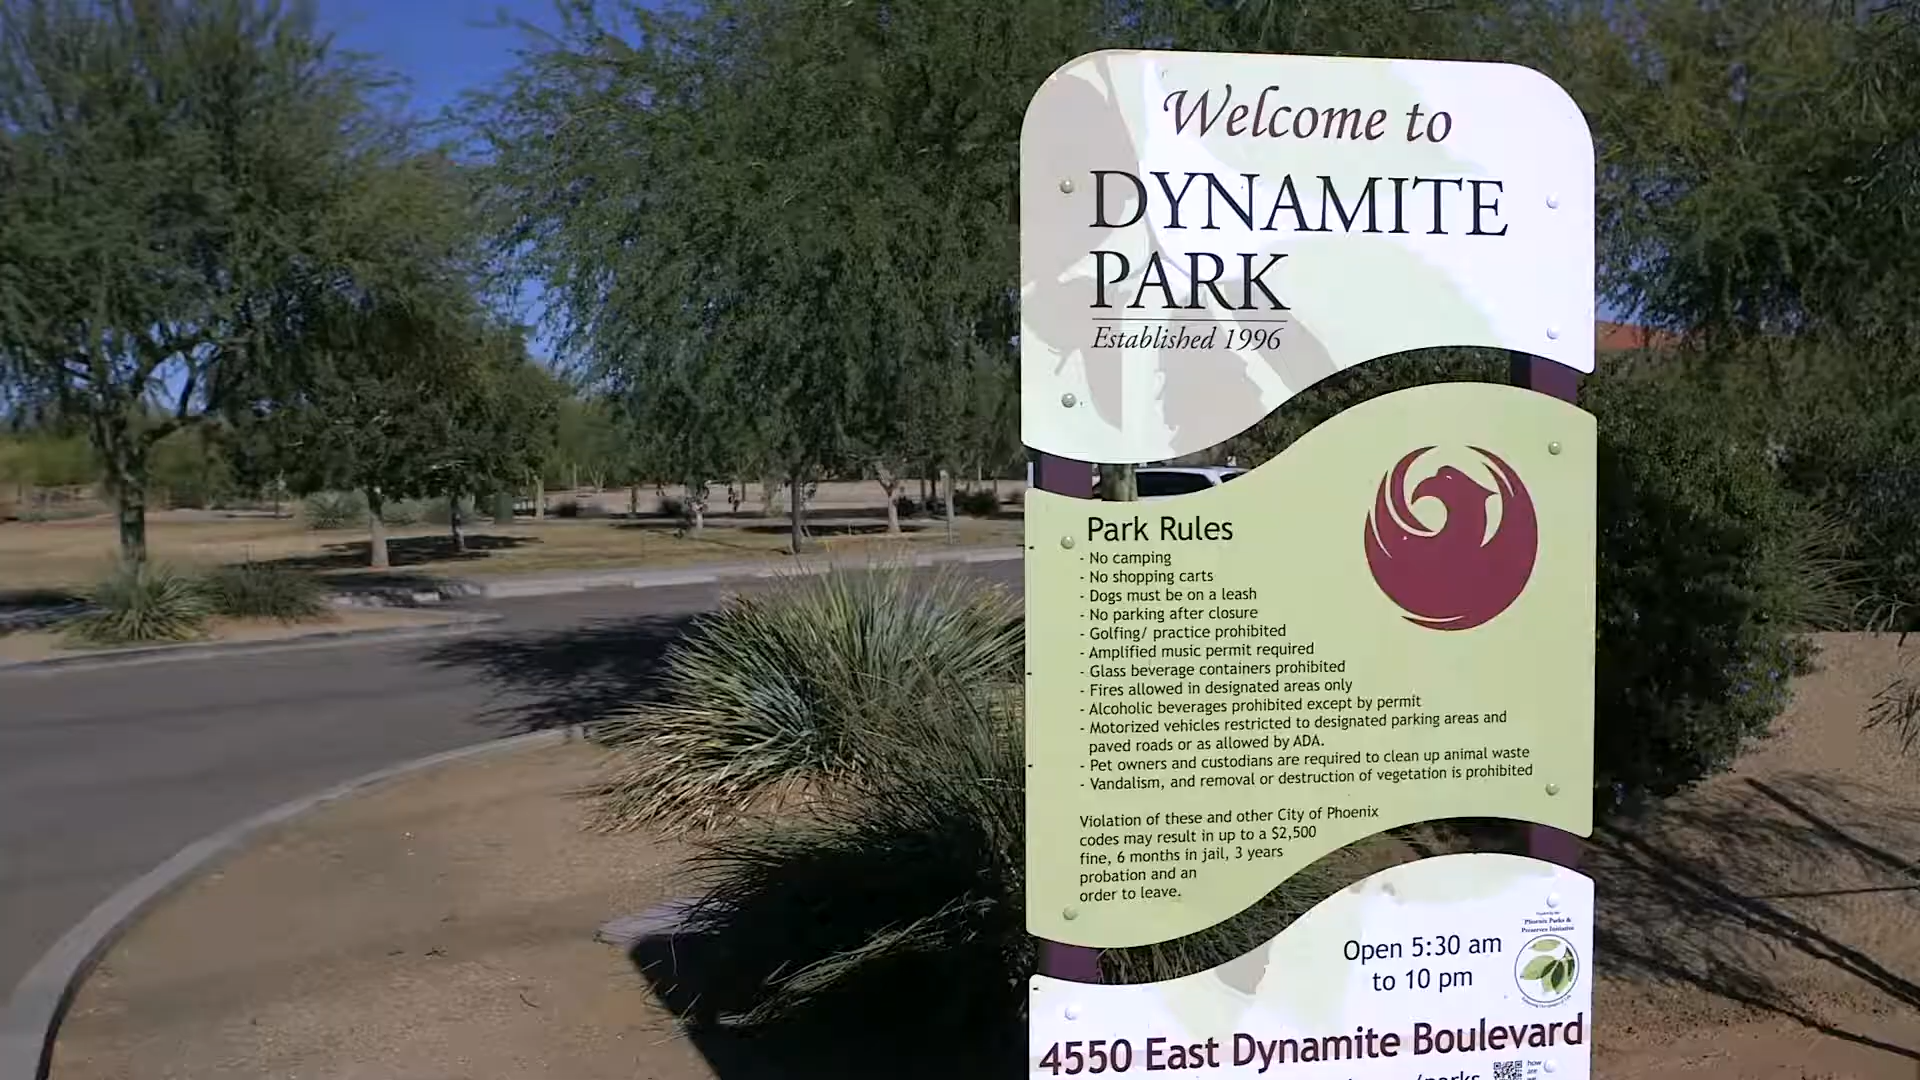 Welcome to
DYNAMITE
PARK
Established 1996
Park Rules
- No camping
- No shopping carts
- Dogs must be on a leash
- No parking after closure
- Golfing/ practice prohibited
- Amplified music permit required
- Glass beverage containers prohibited
- Fires allowed in designated areas only
- Alcoholic beverages prohibited except by permit
- Motorized vehicles restricted to designated parking areas and
paved roads or as allowed by ADA.
- Pet owners and custodians are required to clean up animal waste
- Vandalism, and removal or destruction of vegetation is prohibited
Violation of these and other City of Phoenix
codes may result in up to a $2,500
fine, 6 months in jail, 3 years
probation and an
order to leave.
Open 5:30 am
to 10 pm
Phoenix Parks &
Preserves Initiative
4550 East Dynamite Boulevard
/parks
how
are